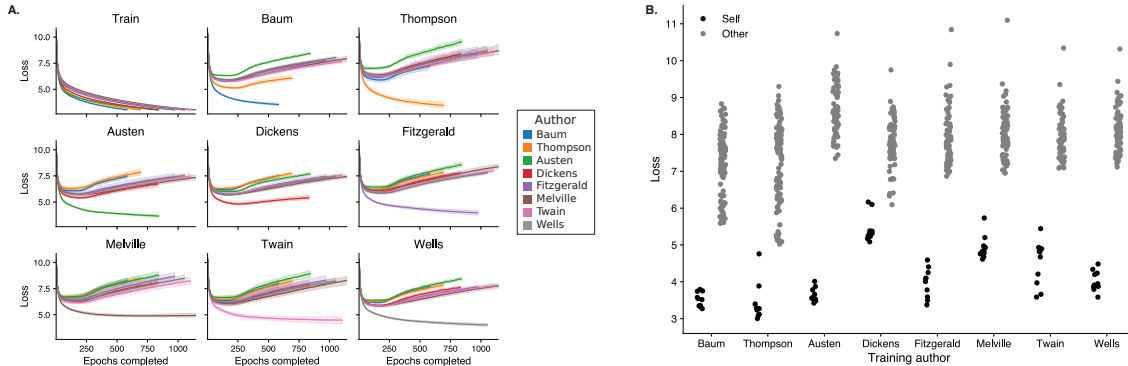 A.
Train
Baum
Thompson
10.0
7.5
5.0
Loss
Austen
Dickens
Fitzgerald
10.0
7.5
5.0
Loss
Melville
Twain
Wells
10.0
7.5
5.0
Loss
250 500 750 1000
250 500 750 1000
250 500 750 1000
Epochs completed
Epochs completed
Epochs completed
Author
Baum
Thompson
Austen
Dickens
Fitzgerald
Melville
Twain
Wells
B.
Self
Other
11
10
9
8
7
6
5
4
3
Loss
Baum Thompson Austen Dickens Fitzgerald Melville Twain Wells
Training author